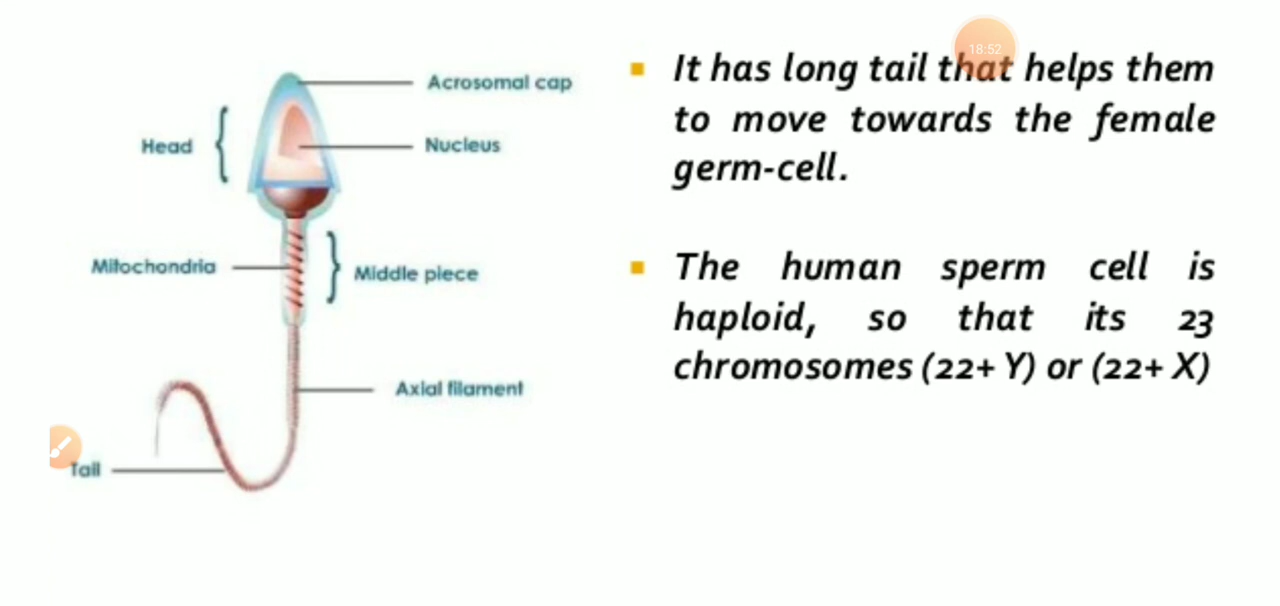 Acrosomal cap
Head
Nucleus
Mitochondria
Middle piece
Axial filament
Tail
18:52
It has long tail that helps them
to move towards the female
germ-cell.
The human sperm cell is
haploid, so that its 23
chromosomes (22+ Y) or (22+ X)